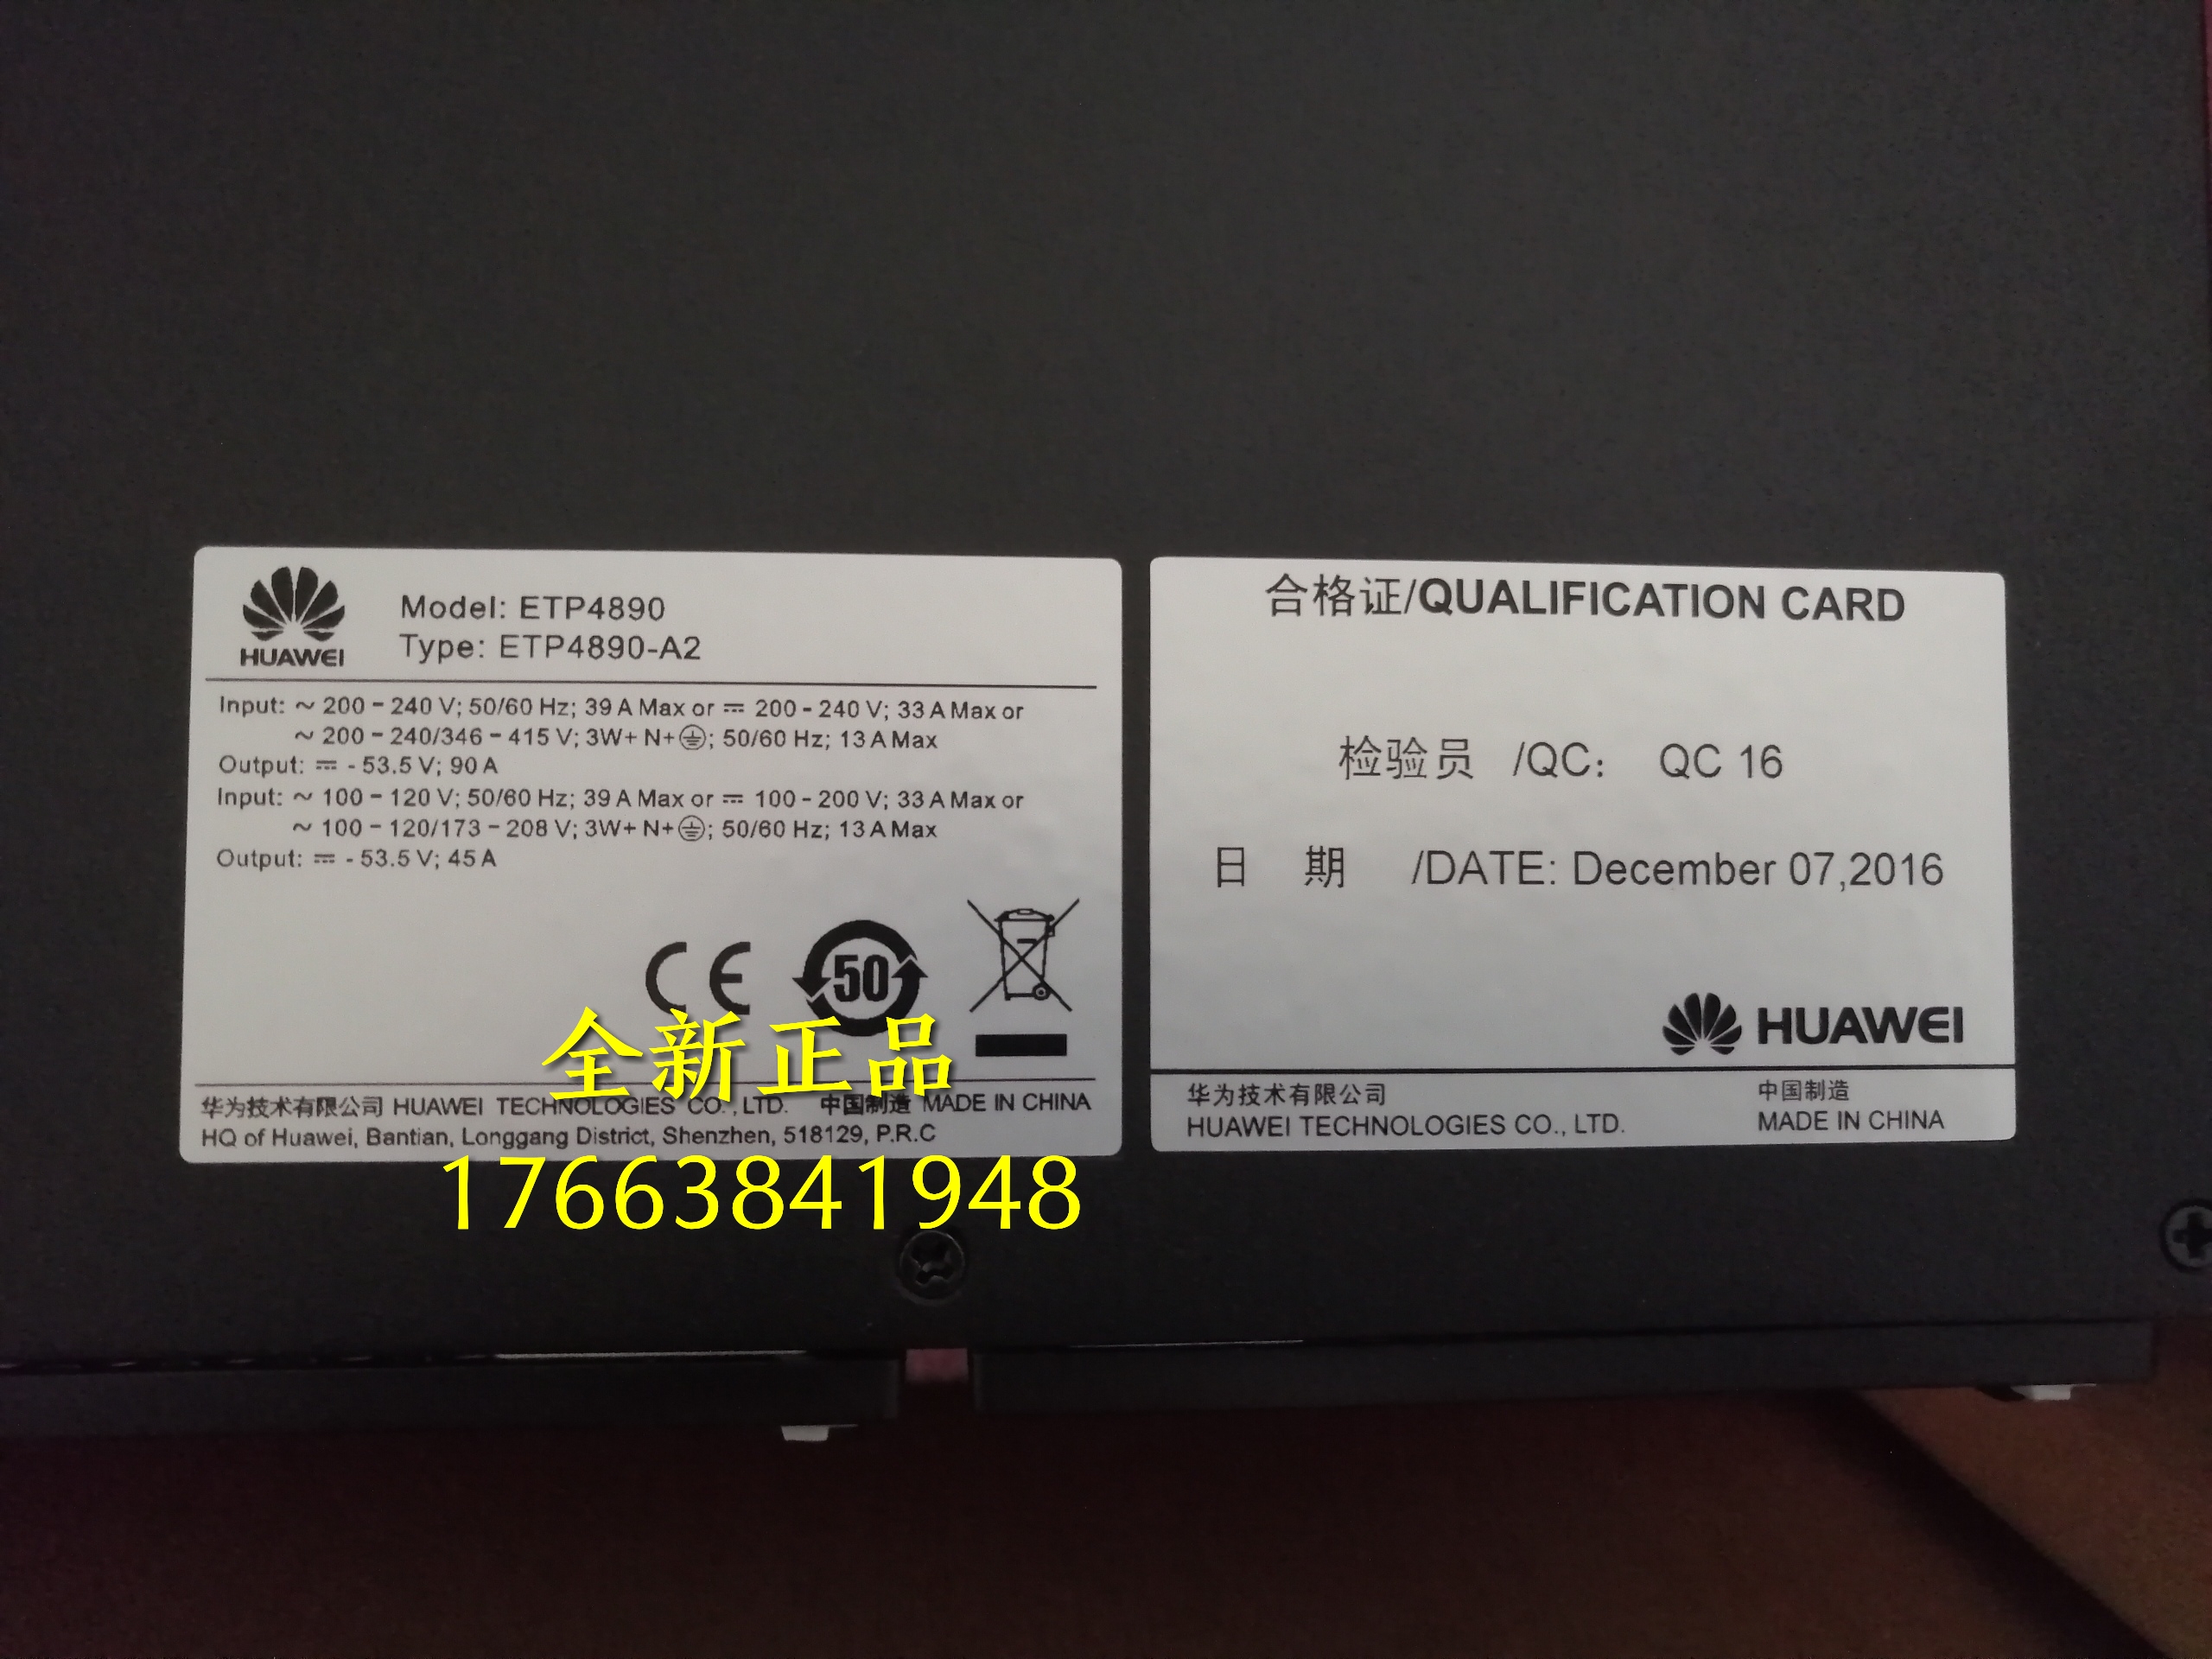 HUAWEI
Model: ETP4890
Type: ETP4890-A2
Input: ~ 200 - 240 V; 50/60 Hz; 39 A Max or ⎓ 200 - 240 V; 33 A Max or
~ 200 - 240/346 - 415 V; 3W+ N+⏚; 50/60 Hz; 13 A Max
Output: ⎓ - 53.5 V; 90 A
Input: ~ 100 - 120 V; 50/60 Hz; 39 A Max or ⎓ 100 - 200 V; 33 A Max or
~ 100 - 120/173 - 208 V; 3W+ N+⏚; 50/60 Hz; 13 A Max
Output: ⎓ - 53.5 V; 45 A
CE
50
全新正品
华为技术有限公司 HUAWEI TECHNOLOGIES CO., LTD. 中国制造 MADE IN CHINA
HQ of Huawei, Bantian, Longgang District, Shenzhen, 518129, P.R.C
17663841948
合格证/QUALIFICATION CARD
检验员 /QC: QC 16
日 期 /DATE: December 07,2016
HUAWEI
华为技术有限公司 中国制造
HUAWEI TECHNOLOGIES CO., LTD. MADE IN CHINA